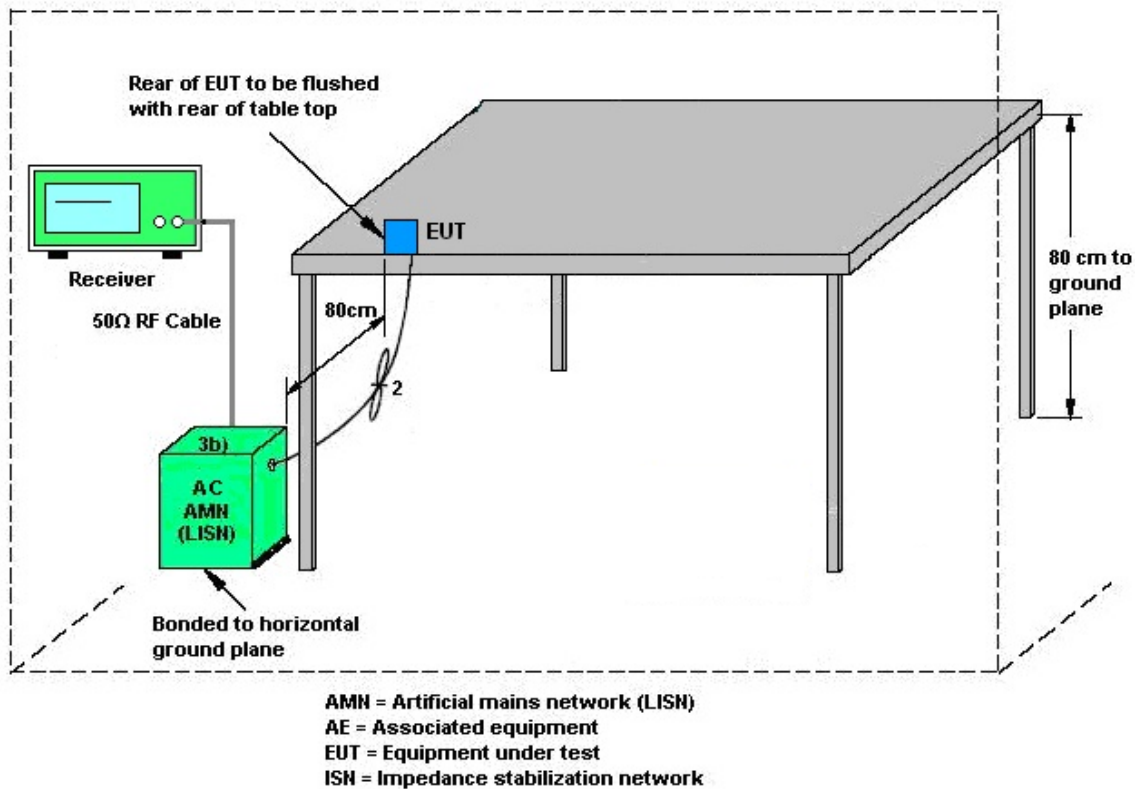 Rear of EUT to be flushed
with rear of table top
EUT
Receiver
50Ω RF Cable
80cm
80 cm to
ground
plane
2
3b)
AC
AMN
(LISN)
Bonded to horizontal
ground plane
AMN = Artificial mains network (LISN)
AE = Associated equipment
EUT = Equipment under test
ISN = Impedance stabilization network